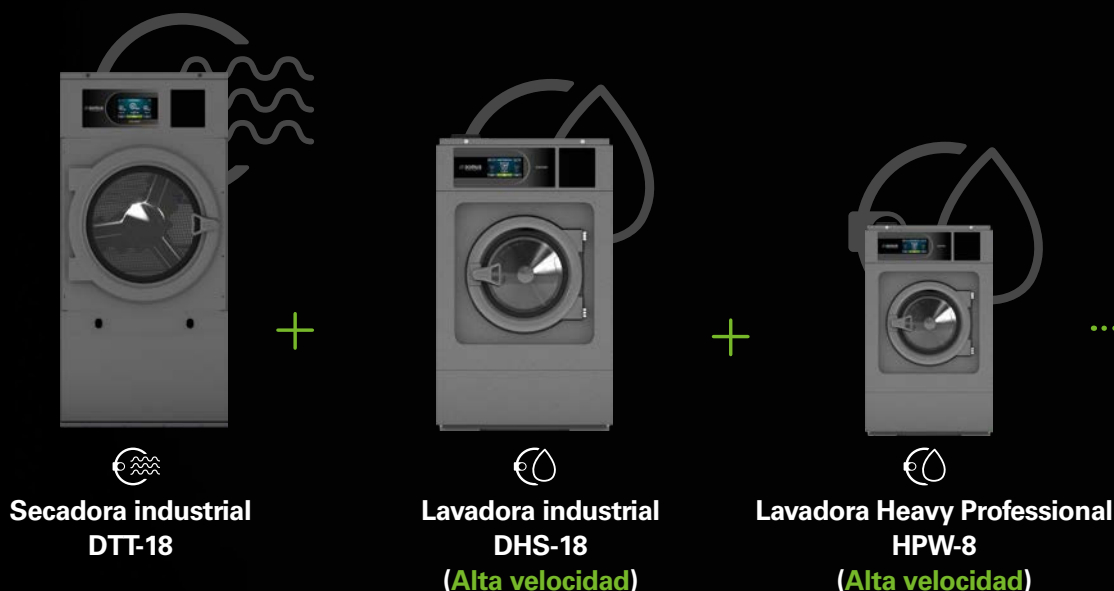 Secadora industrial
DTT-18
Lavadora industrial
DHS-18
(Alta velocidad)
Lavadora Heavy Professional
HPW-8
(Alta velocidad)